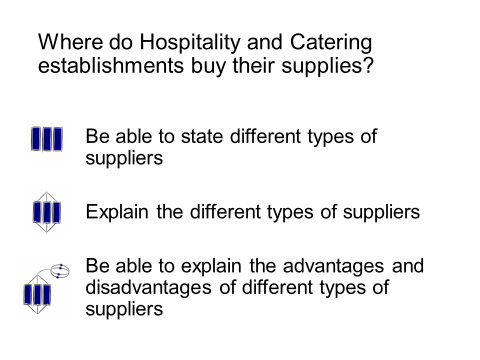 Where do Hospitality and Catering
establishments buy their supplies?
Be able to state different types of
suppliers
Explain the different types of suppliers
Be able to explain the advantages and
disadvantages of different types of
suppliers